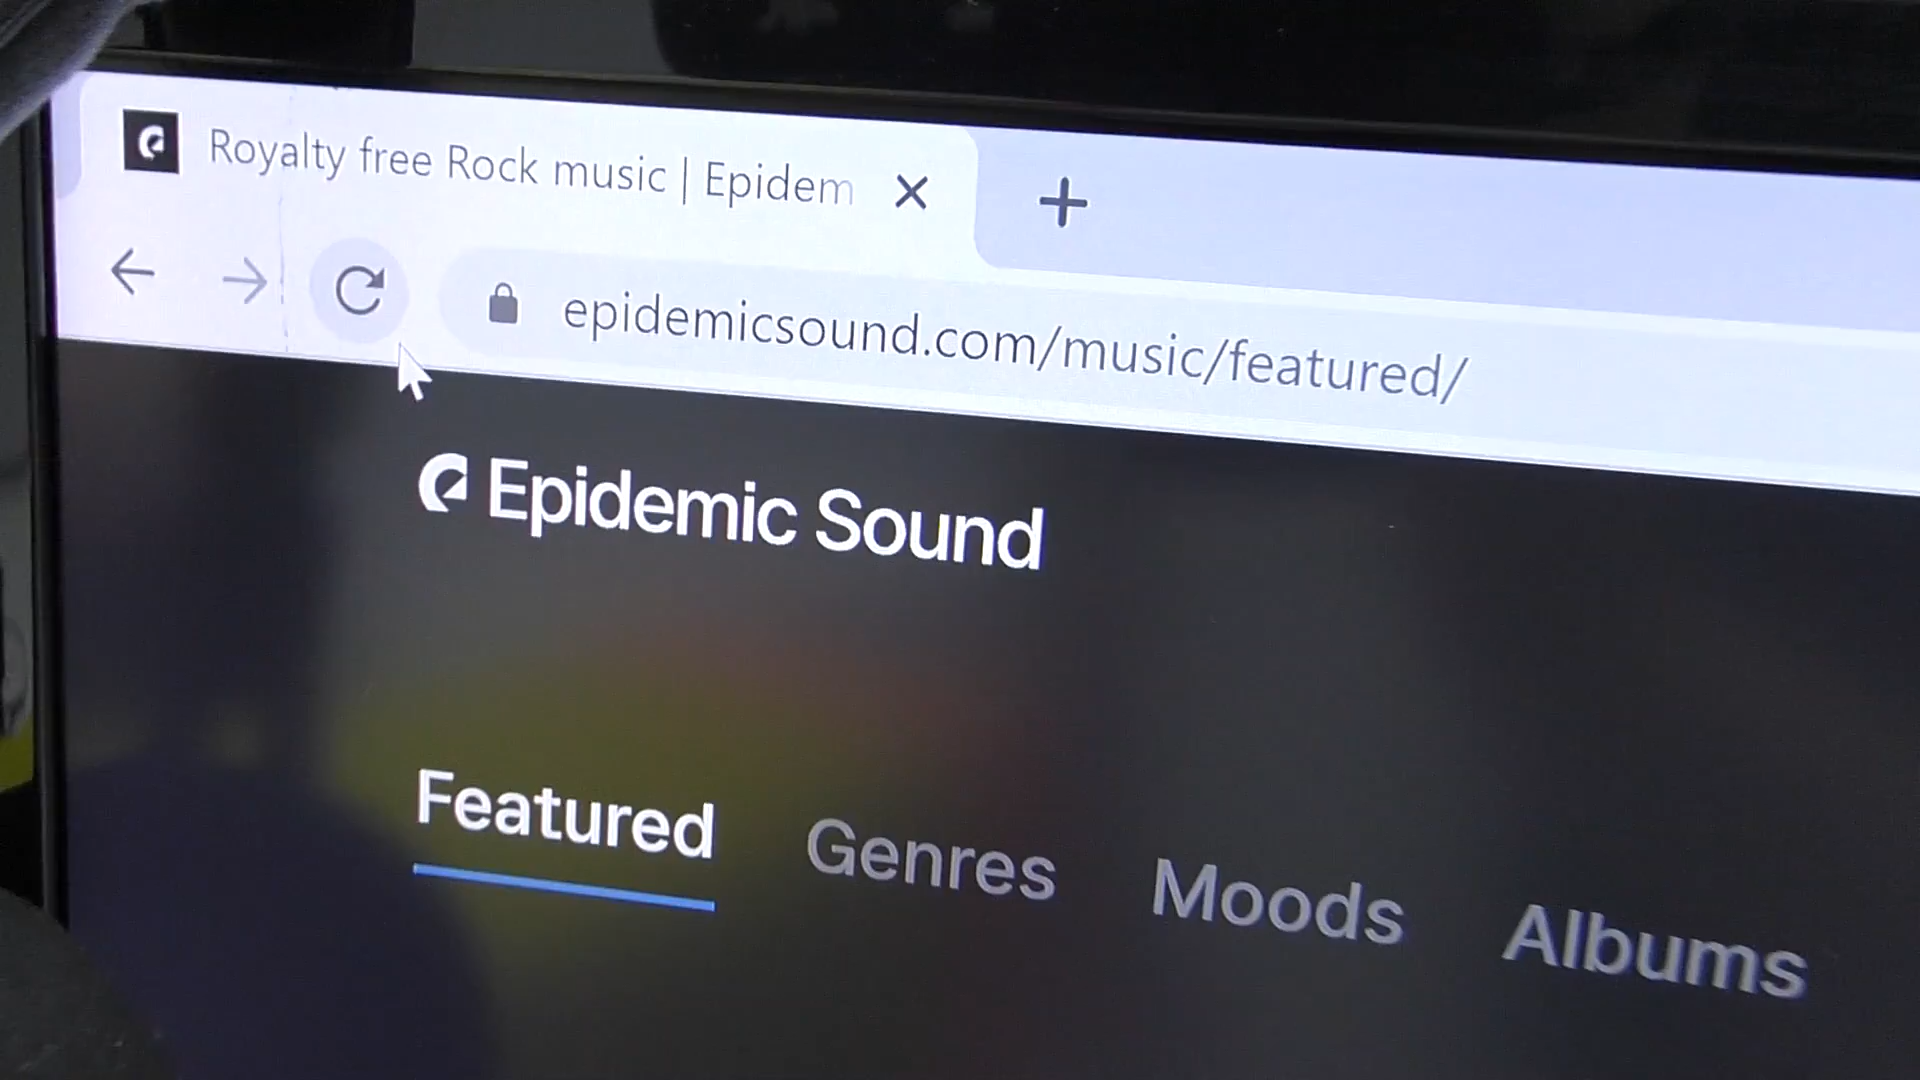 Royalty free Rock music | Epidem
epidemicsound.com/music/featured/
Epidemic Sound
Featured Genres Moods Albums